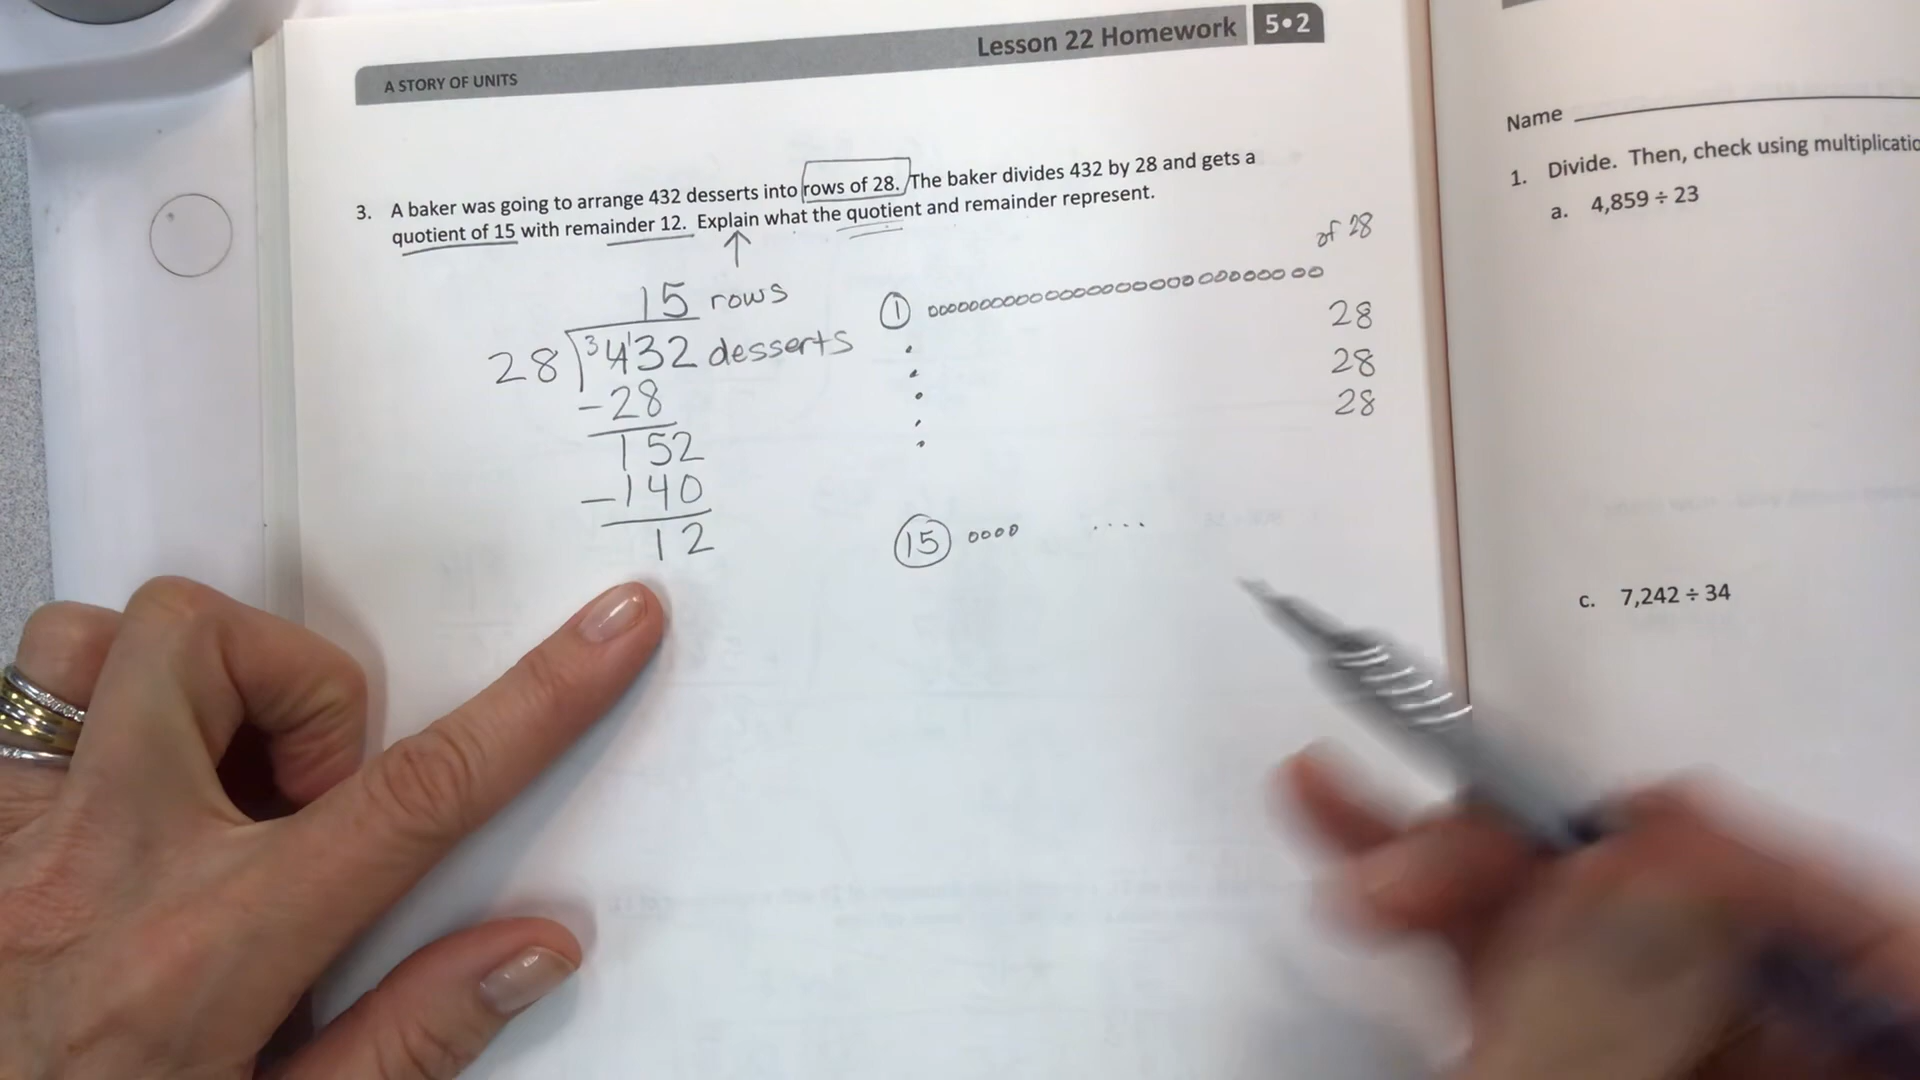 A STORY OF UNITS
Lesson 22 Homework 5•2
3. A baker was going to arrange 432 desserts into rows of 28. The baker divides 432 by 28 and gets a
quotient of 15 with remainder 12. Explain what the quotient and remainder represent.
of 28
15 rows
28 432 desserts
3 1
-28
152
-140
12
1
28
28
28
15
Name
1. Divide. Then, check using
a. 4,859 ÷ 23
c. 7,242 ÷ 34